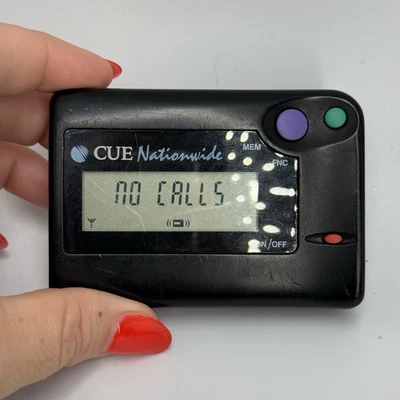 CUE Nationwide
MEM
FNC
NO CALLS
ON/OFF